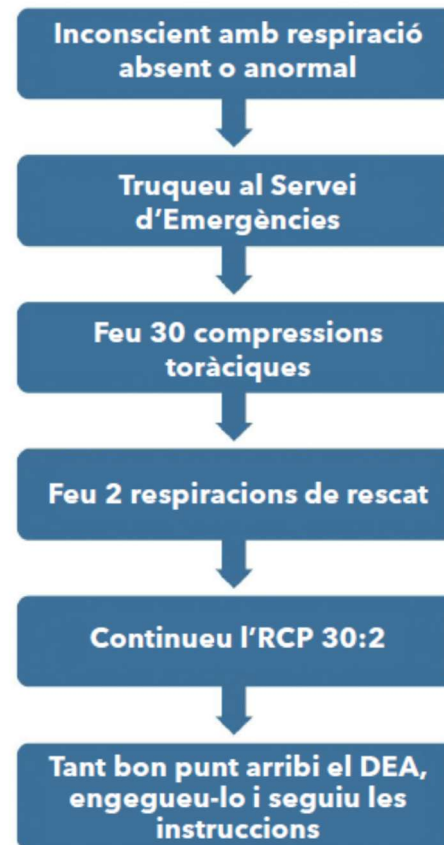 Inconscient amb respiració
absent o anormal
Truqueu al Servei
d'Emergències
Feu 30 compressions
toràciques
Feu 2 respiracions de rescat
Continueu l'RCP 30:2
Tant bon punt arribi el DEA,
engegueu-lo i seguiu les
instruccions